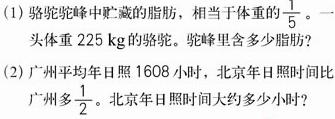 (1) 骆驼驼峰中贮藏的脂肪，相当于体重的1/5。一
头体重 225 kg的骆驼。驼峰里含多少脂肪？
(2) 广州平均年日照 1608 小时，北京年日照时间比
广州多1/2。北京年日照时间大约多少小时？